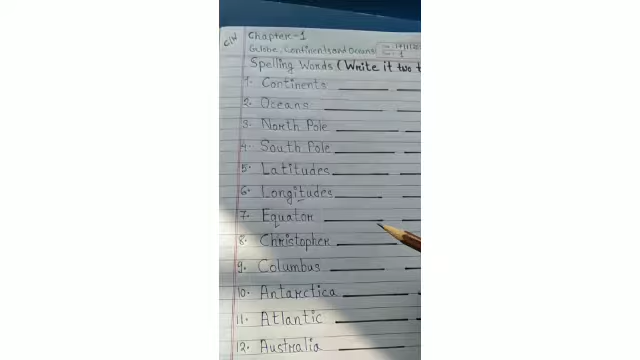 C/W
Chapter-1
Globe, Continents and Oceans
Spelling Words (Write it two
1. Continents
2. Oceans
3. North Pole
4. South Pole
5. Latitudes
6. Longitudes
7. Equator
8. Christopher
9. Columbus
10. Antarctica
11. Atlantic
12. Australia